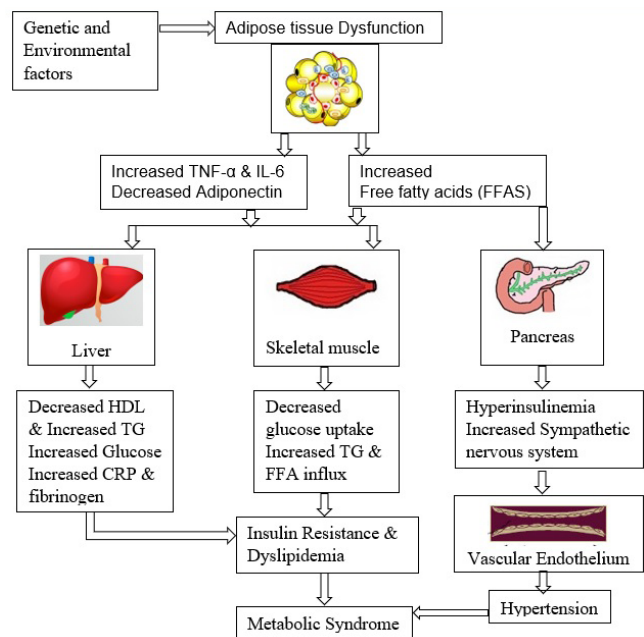 Genetic and
Environmental
factors
Adipose tissue Dysfunction
Increased TNF-α & IL-6
Decreased Adiponectin
Increased
Free fatty acids (FFAS)
Liver
Skeletal muscle
Pancreas
Decreased HDL
& Increased TG
Increased Glucose
Increased CRP &
fibrinogen
Decreased
glucose uptake
Increased TG &
FFA influx
Hyperinsulinemia
Increased Sympathetic
nervous system
Insulin Resistance &
Dyslipidemia
Vascular Endothelium
Hypertension
Metabolic Syndrome